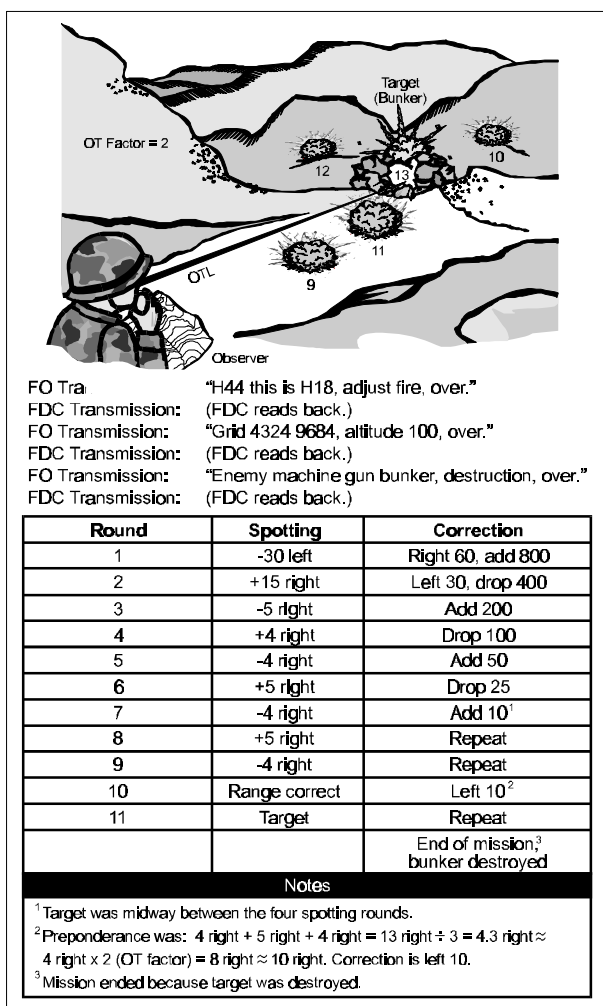 Target
(Bunker)
OT Factor = 2
12
10
13
11
9
OTL
Observer
FO Tra
"H44 this is H18, adjust fire, over."
FDC Transmission: (FDC reads back.)
FO Transmission: "Grid 4324 9684, altitude 100, over."
FDC Transmission: (FDC reads back.)
FO Transmission: "Enemy machine gun bunker, destruction, over."
FDC Transmission: (FDC reads back.)
Round Spotting Correction
1 -30 left Right 60, add 800
2 +15 right Left 30, drop 400
3 -5 right Add 200
4 +4 right Drop 100
5 -4 right Add 50
6 +5 right Drop 25
7 -4 right Add 10¹
8 +5 right Repeat
9 -4 right Repeat
10 Range correct Left 10²
11 Target Repeat
End of mission,³
bunker destroyed
Notes
¹Target was midway between the four spotting rounds.
²Preponderance was: 4 right + 5 right + 4 right = 13 right ÷ 3 = 4.3 right ≈
4 right x 2 (OT factor) = 8 right ≈ 10 right. Correction is left 10.
³Mission ended because target was destroyed.